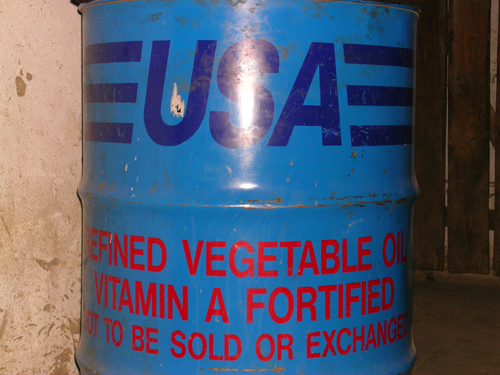 USA
REFINED VEGETABLE OIL
VITAMIN A FORTIFIED
NOT TO BE SOLD OR EXCHANGED